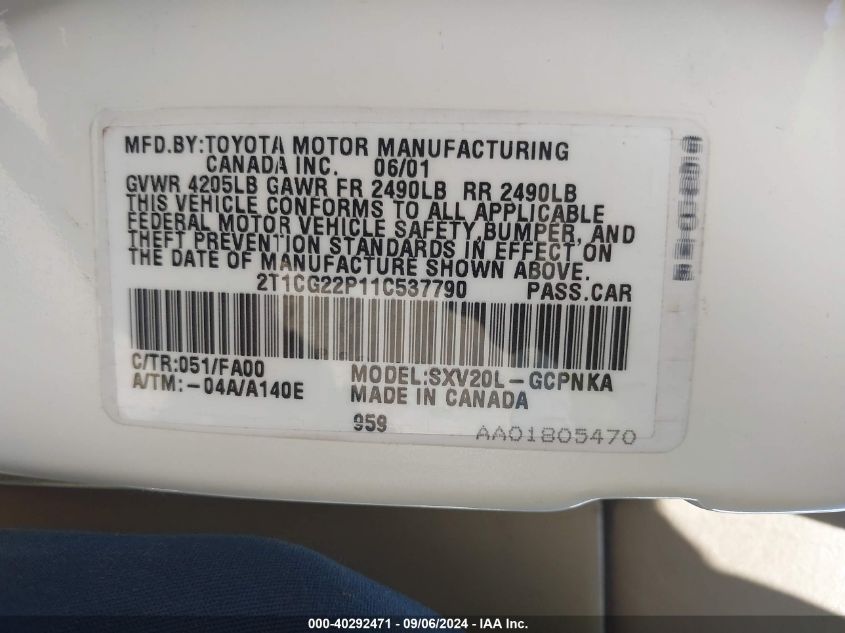 MFD.BY:TOYOTA MOTOR MANUFACTURING
CANADA INC. 06/01
GVWR 4205LB GAWR FR 2490LB RR 2490LB
THIS VEHICLE CONFORMS TO ALL APPLICABLE
FEDERAL MOTOR VEHICLE SAFETY,BUMPER, AND
THEFT PREVENTION STANDARDS IN EFFECT ON
THE DATE OF MANUFACTURE SHOWN ABOVE.
2T1CG22P11C537790 PASS.CAR
C/TR:051/FA00 MODEL:SXV20L-GCPNKA
A/TM:-04A/A140E MADE IN CANADA
959 AA01805470
000-40292471 - 09/06/2024 - IAA Inc.